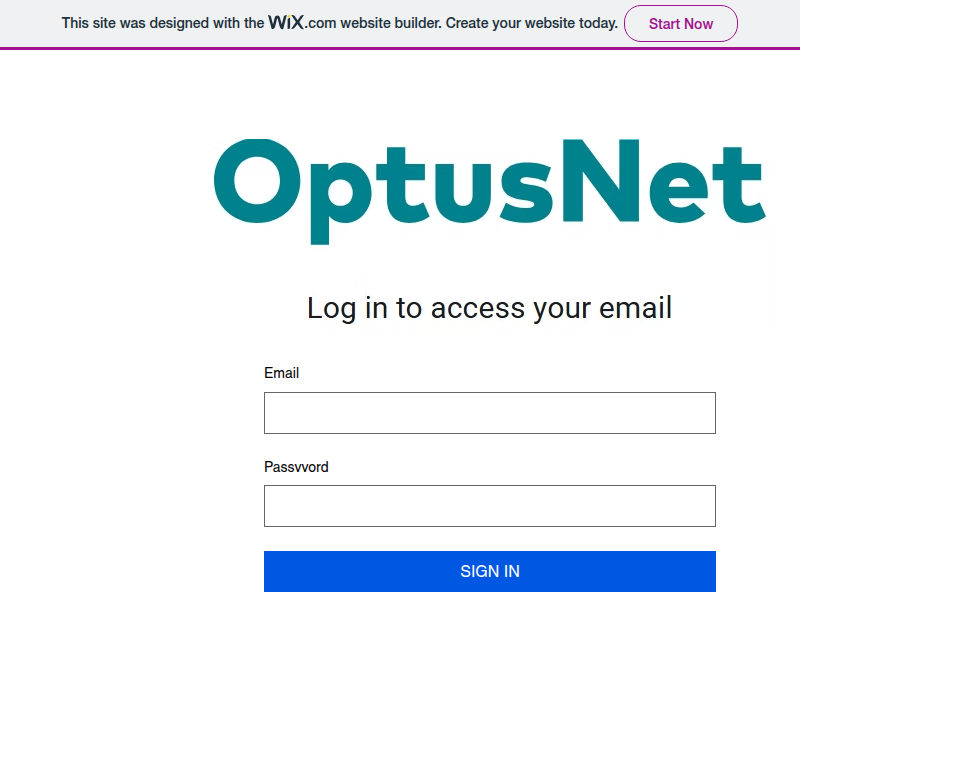 This site was designed with the WiX.com website builder. Create your website today. Start Now
OptusNet
Log in to access your email
Email
Passvvord
SIGN IN